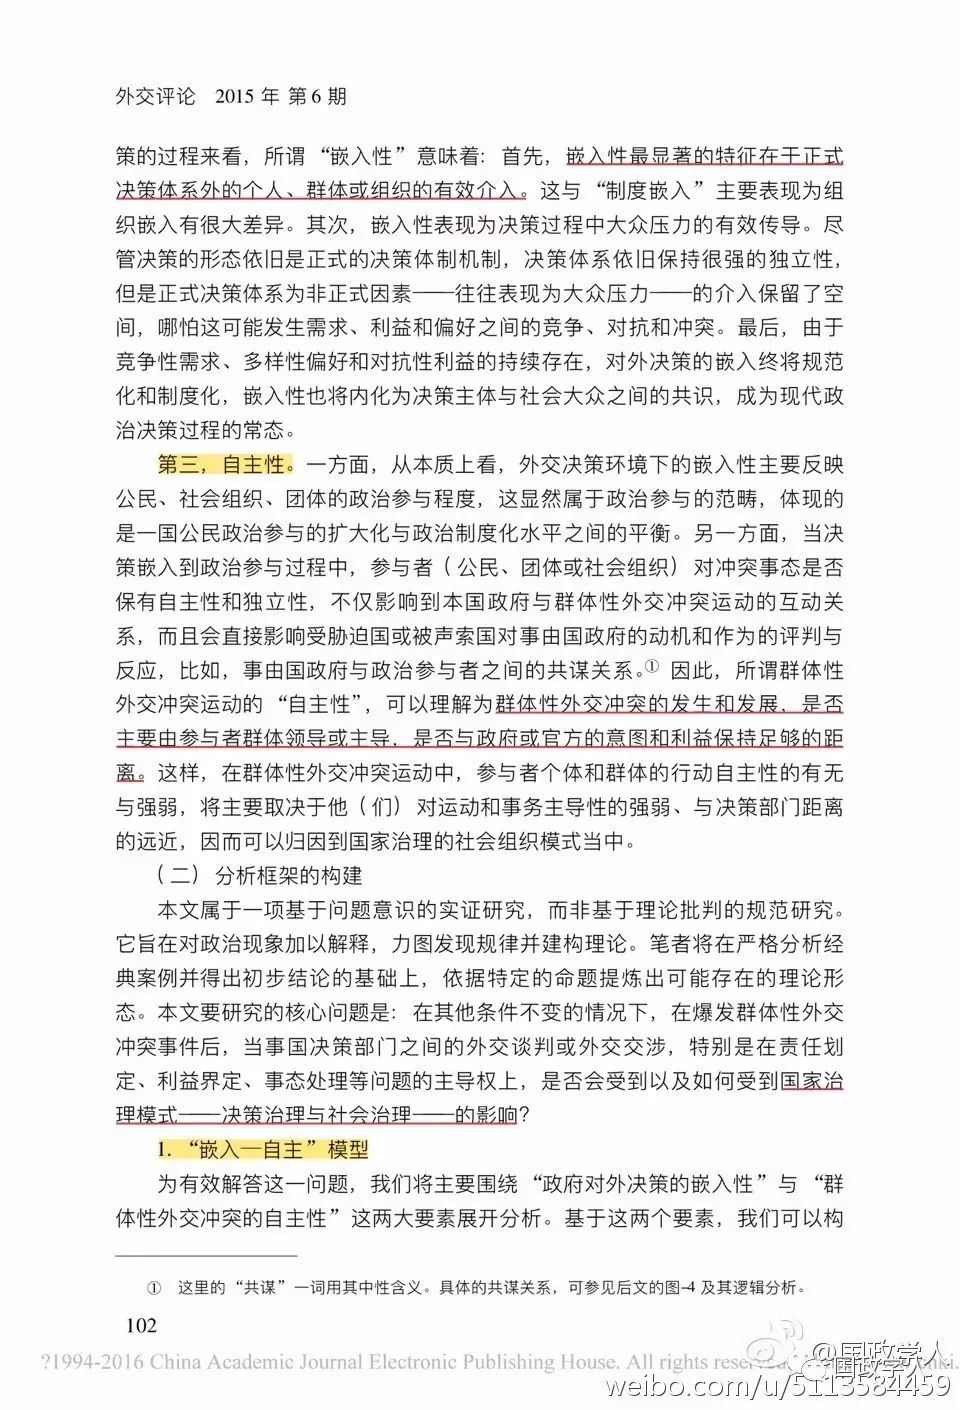 外交评论 2015 年 第 6 期
策的过程来看，所谓“嵌入性”意味着：首先，嵌入性最显著的特征在于正式
决策体系外的个人、群体或组织的有效介入。这与“制度嵌入”主要表现为组
织嵌入有很大差异。其次，嵌入性表现为决策过程中大众压力的有效传导。尽
管决策的形态依旧是正式的决策体制机制，决策体系依旧保持很强的独立性，
但是正式决策体系为非正式因素——往往表现为大众压力——的介入保留了空
间，哪怕这可能发生需求、利益和偏好之间的竞争、对抗和冲突。最后，由于
竞争性需求、多样性偏好和对抗性利益的持续存在，对外决策的嵌入终将规范
化和制度化，嵌入性也将内化为决策主体与社会大众之间的共识，成为现代政
治决策过程的常态。
第三，自主性。一方面，从本质上看，外交决策环境下的嵌入性主要反映
公民、社会组织、团体的政治参与程度，这显然属于政治参与的范畴，体现的
是一国公民政治参与的扩大化与政治制度化水平之间的平衡。另一方面，当决
策嵌入到政治参与过程中，参与者（公民、团体或社会组织）对冲突事态是否
保有自主性和独立性，不仅影响到本国政府与群体性外交冲突运动的互动关
系，而且会直接影响受胁迫国或被声索国对事由国政府的动机和作为的评判与
反应，比如，事由国政府与政治参与者之间的共谋关系。① 因此，所谓群体性
外交冲突运动的“自主性”，可以理解为群体性外交冲突的发生和发展，是否
主要由参与者群体领导或主导，是否与政府或官方的意图和利益保持足够的距
离。这样，在群体性外交冲突运动中，参与者个体和群体的行动自主性的有无
与强弱，将主要取决于他（们）对运动和事务主导性的强弱、与决策部门距离
的远近，因而可以归因到国家治理的社会组织模式当中。
（二）分析框架的构建
本文属于一项基于问题意识的实证研究，而非基于理论批判的规范研究。
它旨在对政治现象加以解释，力图发现规律并建构理论。笔者将在严格分析经
典案例并得出初步结论的基础上，依据特定的命题提炼出可能存在的理论形
态。本文要研究的核心问题是：在其他条件不变的情况下，在爆发群体性外交
冲突事件后，当事国决策部门之间的外交谈判或外交交涉，特别是在责任划
定、利益界定、事态处理等问题的主导权上，是否会受到以及如何受到国家治
理模式——决策治理与社会治理——的影响？
1. “嵌入—自主”模型
为有效解答这一问题，我们将主要围绕“政府对外决策的嵌入性”与“群
体性外交冲突的自主性”这两大要素展开分析。基于这两个要素，我们可以构
① 这里的“共谋”一词用其中性含义。具体的共谋关系，可参见后文的图-4 及其逻辑分析。
102
?1994-2016 China Academic Journal Electronic Publishing House. All rights reserved.
@国政学人
国政学人
weibo.com/u/5113584459